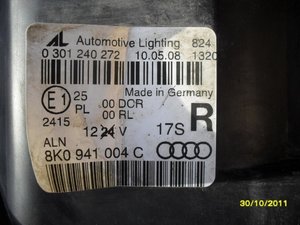 AL Automotive Lighting 824
0 301 240 272 10.05.08 1320
Made in Germany
E1 25 .00 DOR
PL .00 RL
2415
12 24 V 17S R
ALN
8K0 941 004 C
30/10/2011